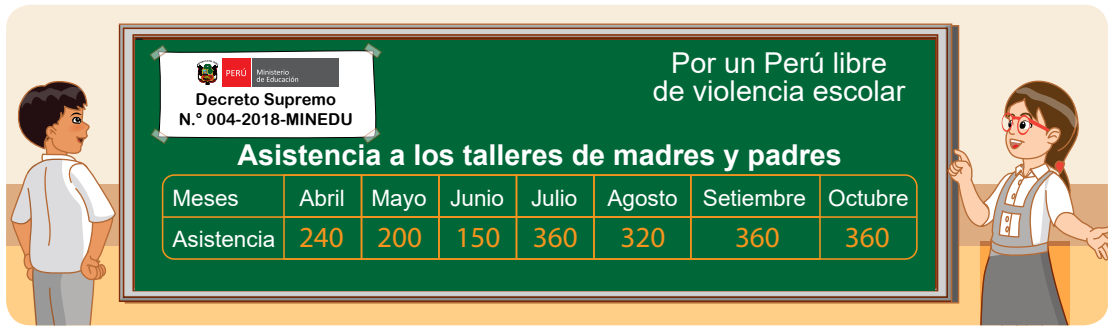 PERÚ
Ministerio
de Educación
Decreto Supremo
N.° 004-2018-MINEDU
Por un Perú libre
de violencia escolar
Asistencia a los talleres de madres y padres
Meses Abril Mayo Junio Julio Agosto Setiembre Octubre
Asistencia 240 200 150 360 320 360 360